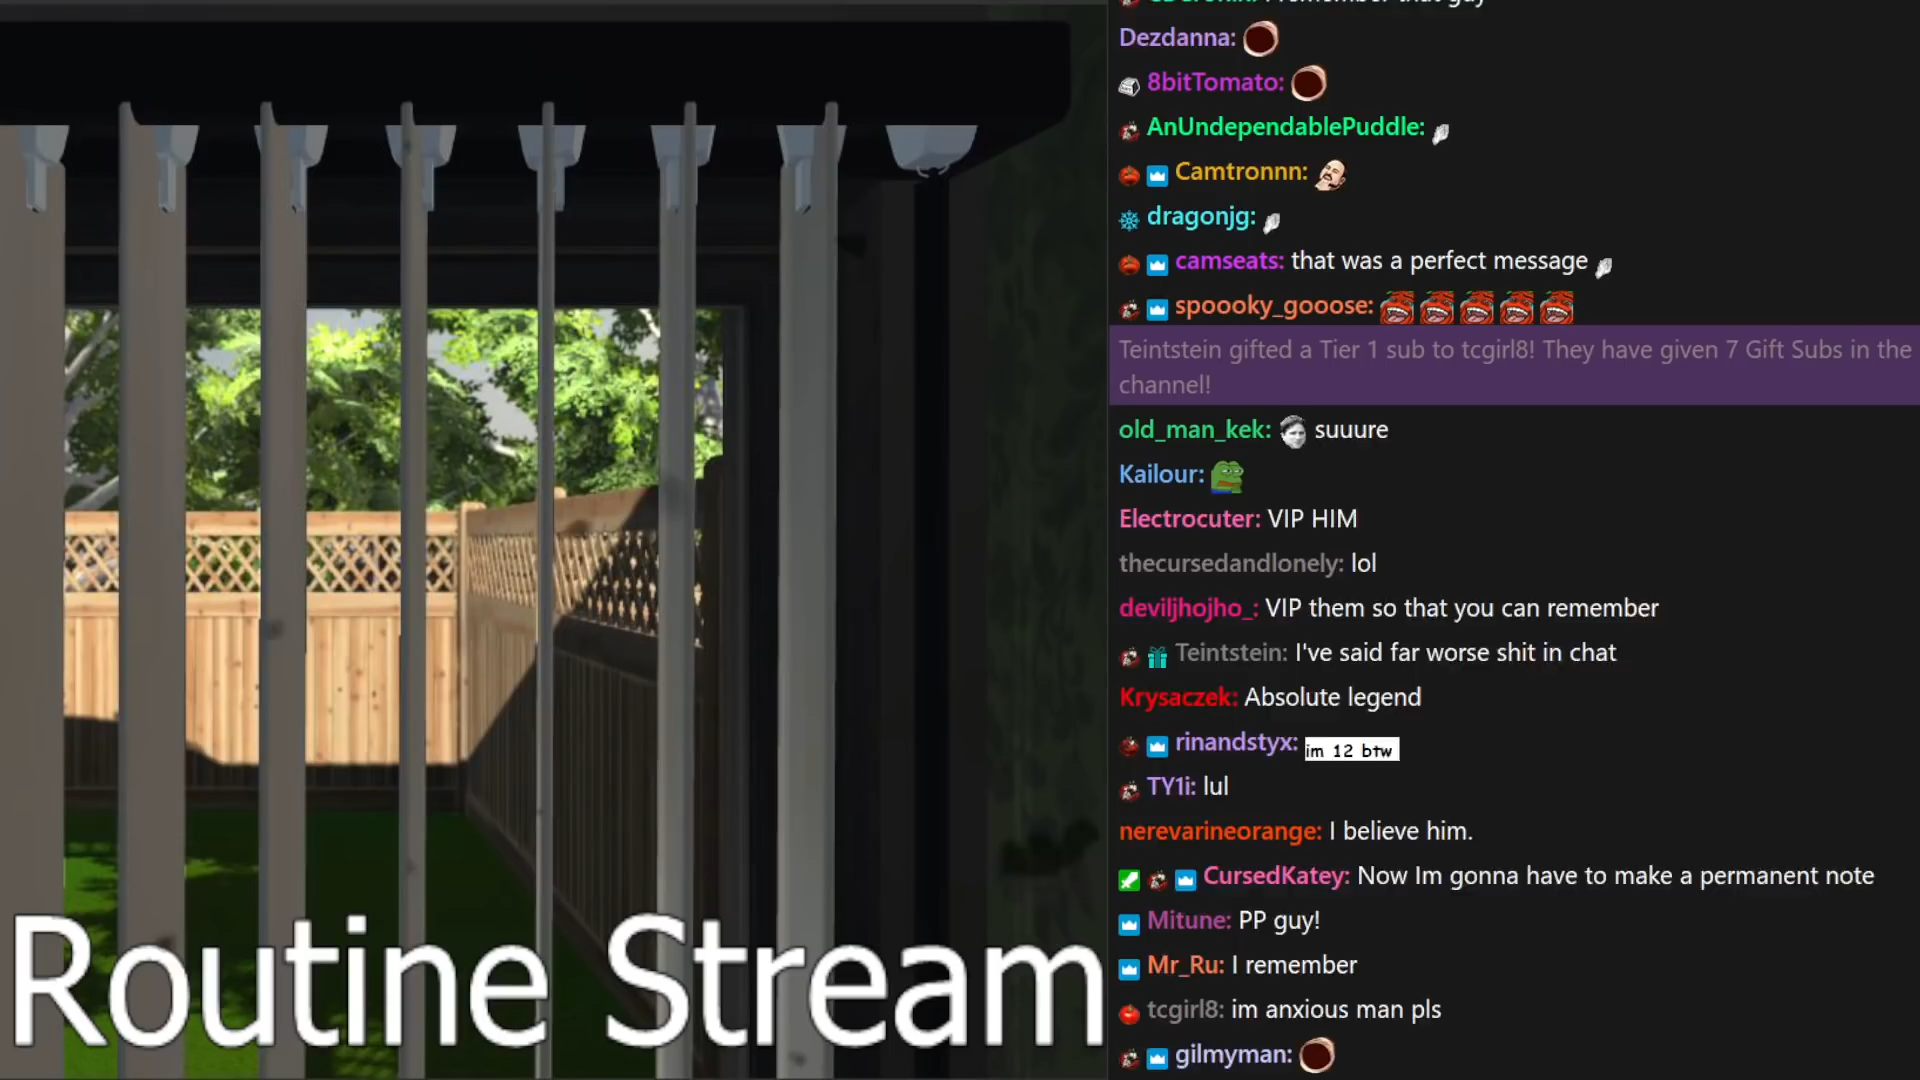 Dezdanna:
8bitTomato:
AnUndependablePuddle:
Camtronnn:
dragonjg:
camseats: that was a perfect message
spoooky_gooose:
Teintstein gifted a Tier 1 sub to tcgirl8! They have given 7 Gift Subs in the
channel!
old_man_kek: suuure
Kailour:
Electrocuter: VIP HIM
thecursedandlonely: lol
deviljhojho_: VIP them so that you can remember
Teintstein: I've said far worse shit in chat
Krysaczek: Absolute legend
rinandstyx: im 12 btw
TY1i: lul
nerevarineorange: I believe him.
CursedKatey: Now Im gonna have to make a permanent note
Mitune: PP guy!
Mr_Ru: I remember
tcgirl8: im anxious man pls
gilmyman:
Routine Stream